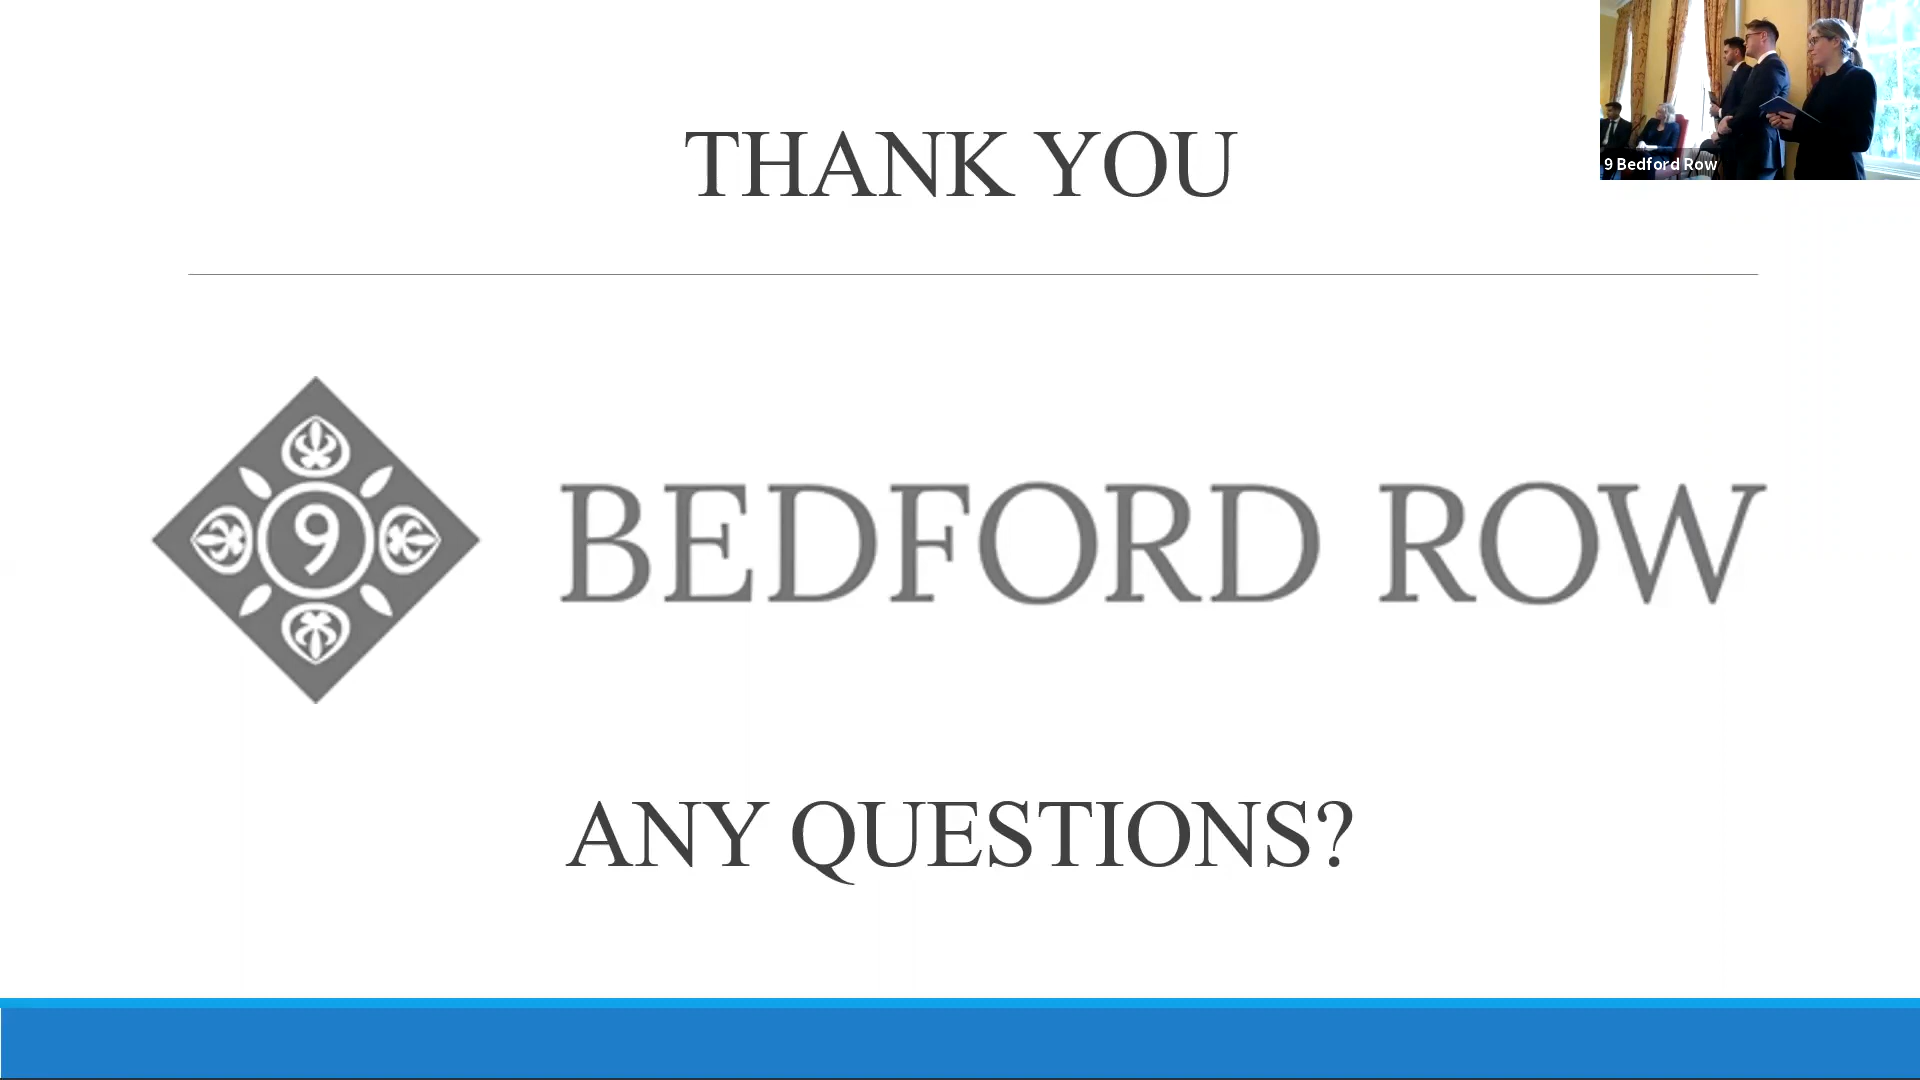 THANK YOU
9 Bedford Row
9
BEDFORD ROW
ANY QUESTIONS?